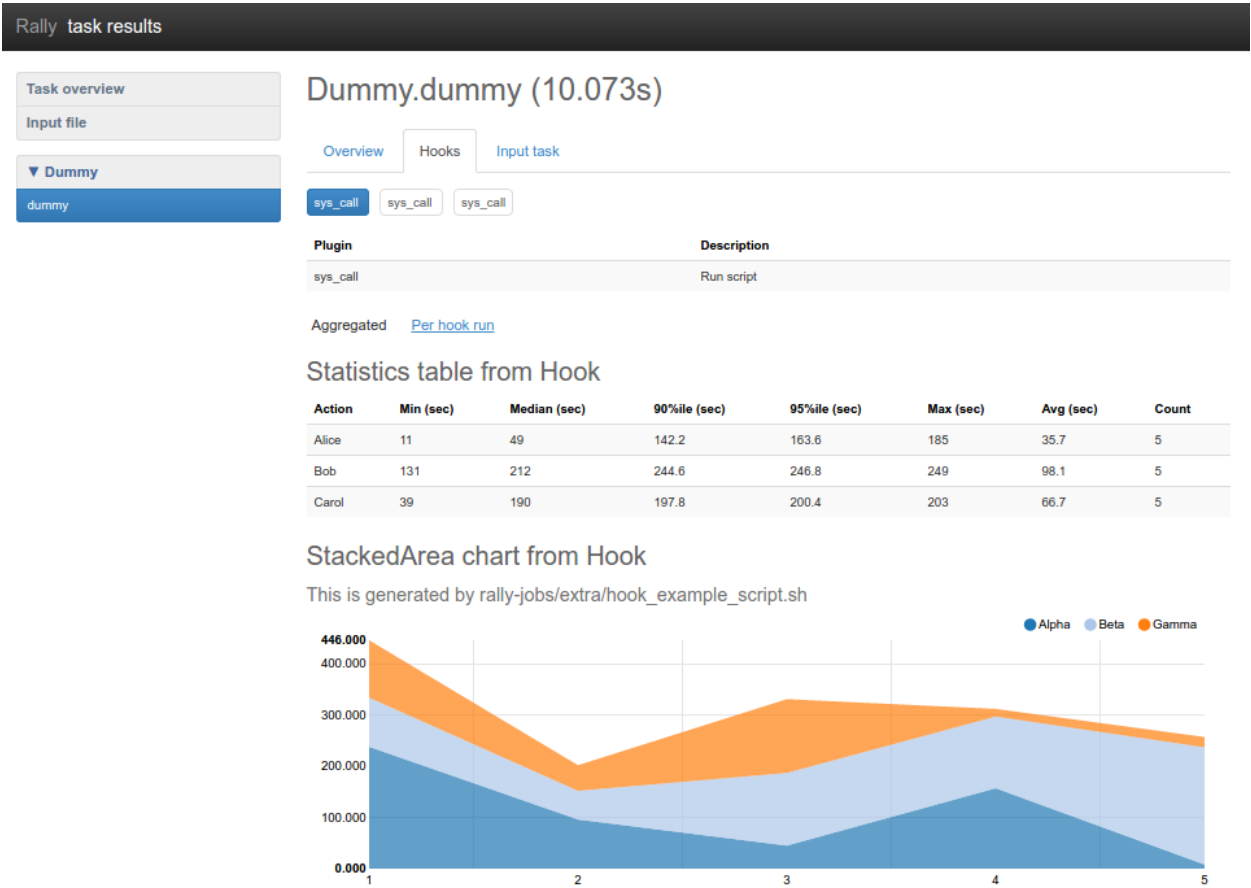 Rally task results
Task overview
Input file
▼ Dummy
dummy
Dummy.dummy (10.073s)
Overview Hooks Input task
sys_call sys_call sys_call
Plugin Description
sys_call Run script
Aggregated Per hook run
Statistics table from Hook
Action Min (sec) Median (sec) 90%ile (sec) 95%ile (sec) Max (sec) Avg (sec) Count
Alice 11 49 142.2 163.6 185 35.7 5
Bob 131 212 244.6 246.8 249 98.1 5
Carol 39 190 197.8 200.4 203 66.7 5
StackedArea chart from Hook
This is generated by rally-jobs/extra/hook_example_script.sh
Alpha Beta Gamma
446.000
400.000
300.000
200.000
100.000
0.000
1 2 3 4 5